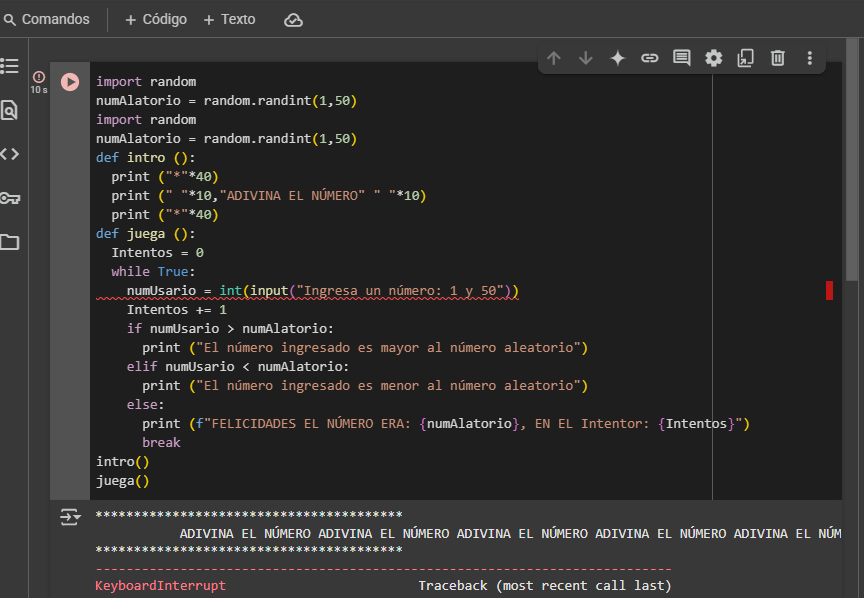 Comandos + Código + Texto
import random
10 s
numAlatorio = random.randint(1,50)
import random
numAlatorio = random.randint(1,50)
def intro ():
print ("*"*40)
print (" "*10,"ADIVINA EL NÚMERO" " "*10)
print ("*"*40)
def juega ():
Intentos = 0
while True:
numUsario = int(input("Ingresa un número: 1 y 50"))
Intentos += 1
if numUsario > numAlatorio:
print ("El número ingresado es mayor al número aleatorio")
elif numUsario < numAlatorio:
print ("El número ingresado es menor al número aleatorio")
else:
print (f"FELICIDADES EL NÚMERO ERA: {numAlatorio}, EN EL Intentor: {Intentos}")
break
intro()
juega()
****************************************
ADIVINA EL NÚMERO ADIVINA EL NÚMERO ADIVINA EL NÚMERO ADIVINA EL NÚMERO ADIVINA EL NÚM
****************************************
---------------------------------------------------------------------------
KeyboardInterrupt Traceback (most recent call last)